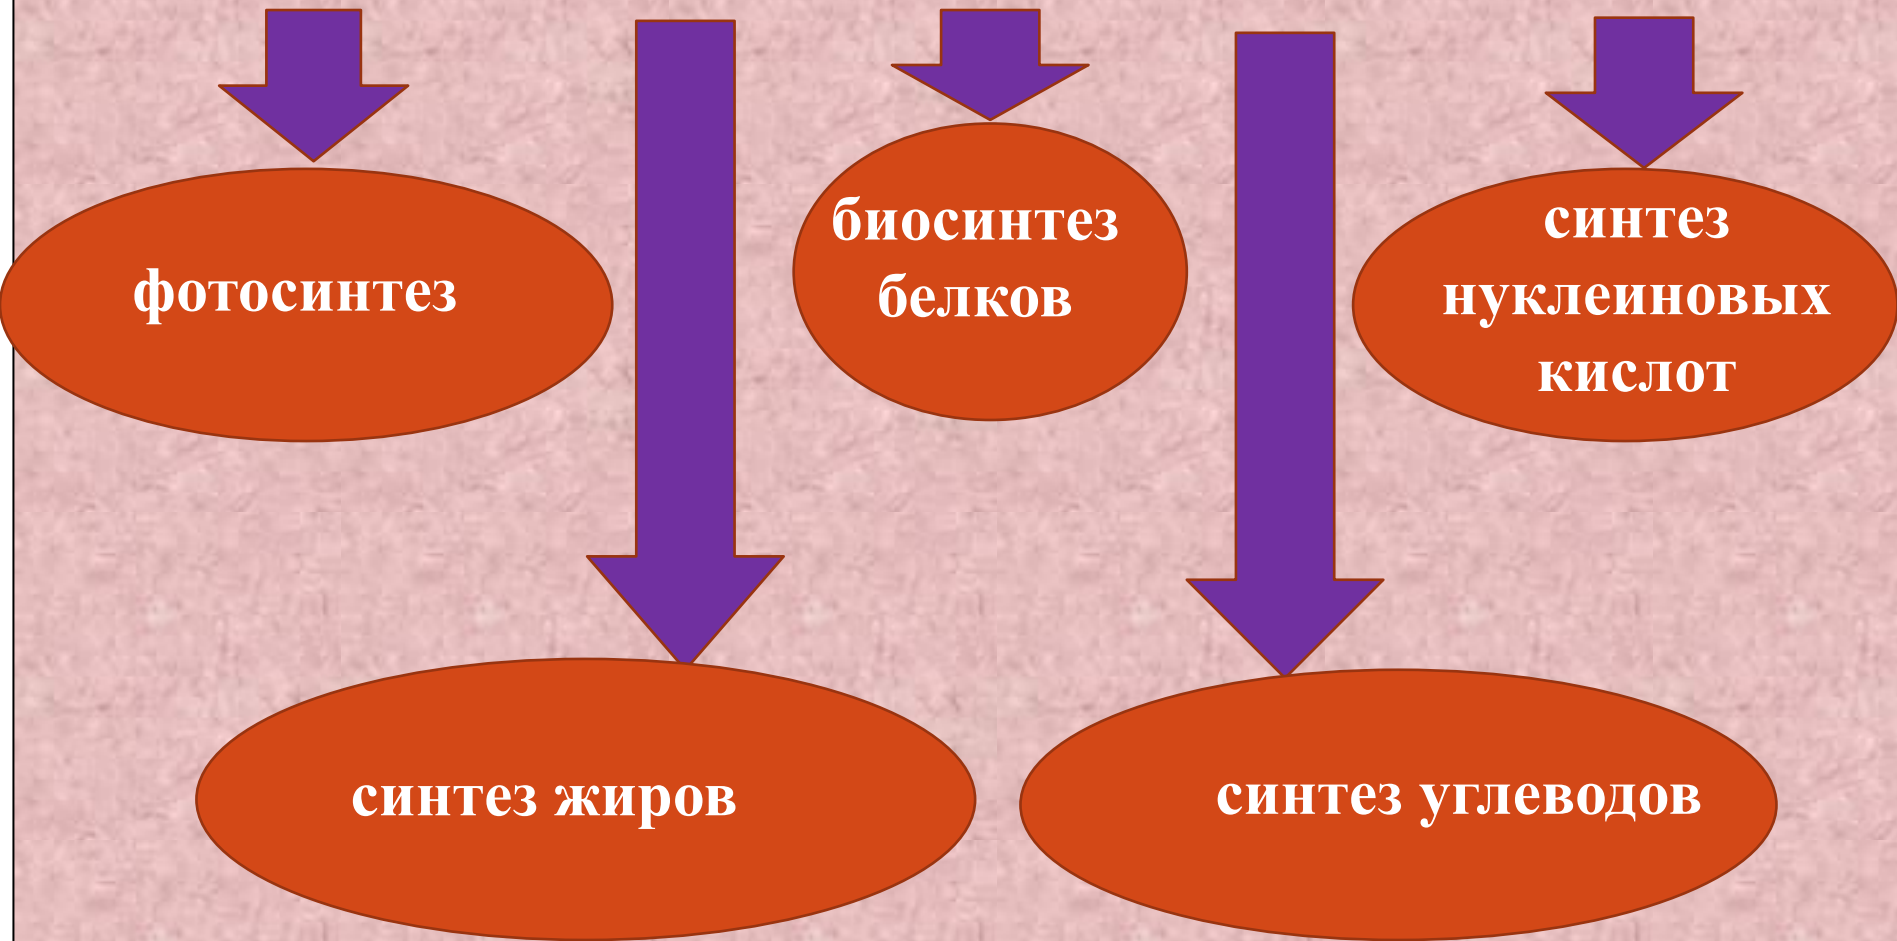 фотосинтез
биосинтез
белков
синтез
нуклеиновых
кислот
синтез жиров
синтез углеводов